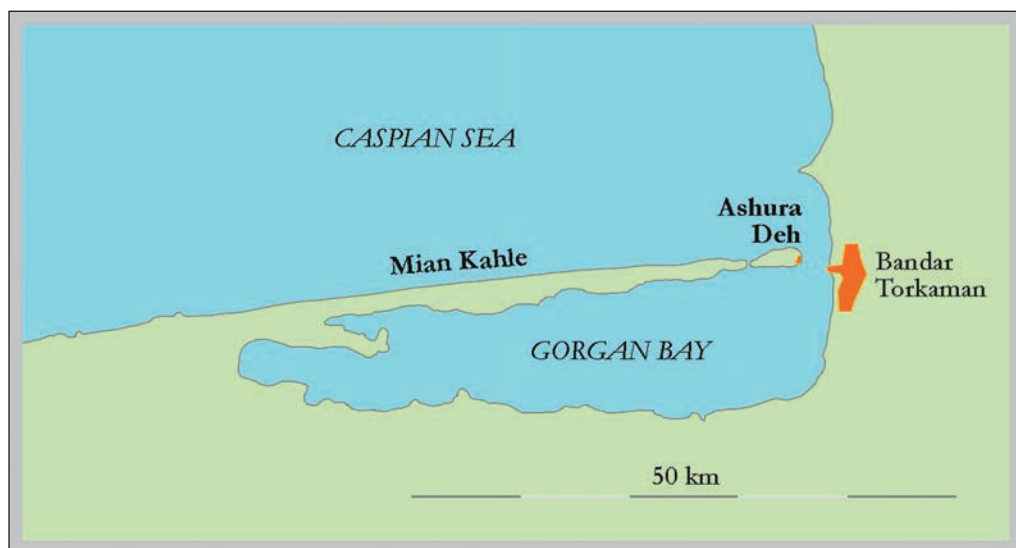 CASPIAN SEA
Ashura
Deh
Mian Kahle
Bandar
Torkaman
GORGAN BAY
50 km